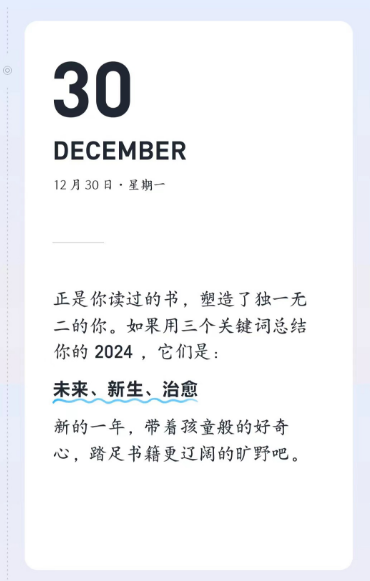 30
DECEMBER
12 月 30 日 · 星期一
正是你读过的书，塑造了独一无
二的你。如果用三个关键词总结
你的 2024 ，它们是：
未来、新生、治愈
新的一年，带着孩童般的好奇
心，踏足书籍更辽阔的旷野吧。